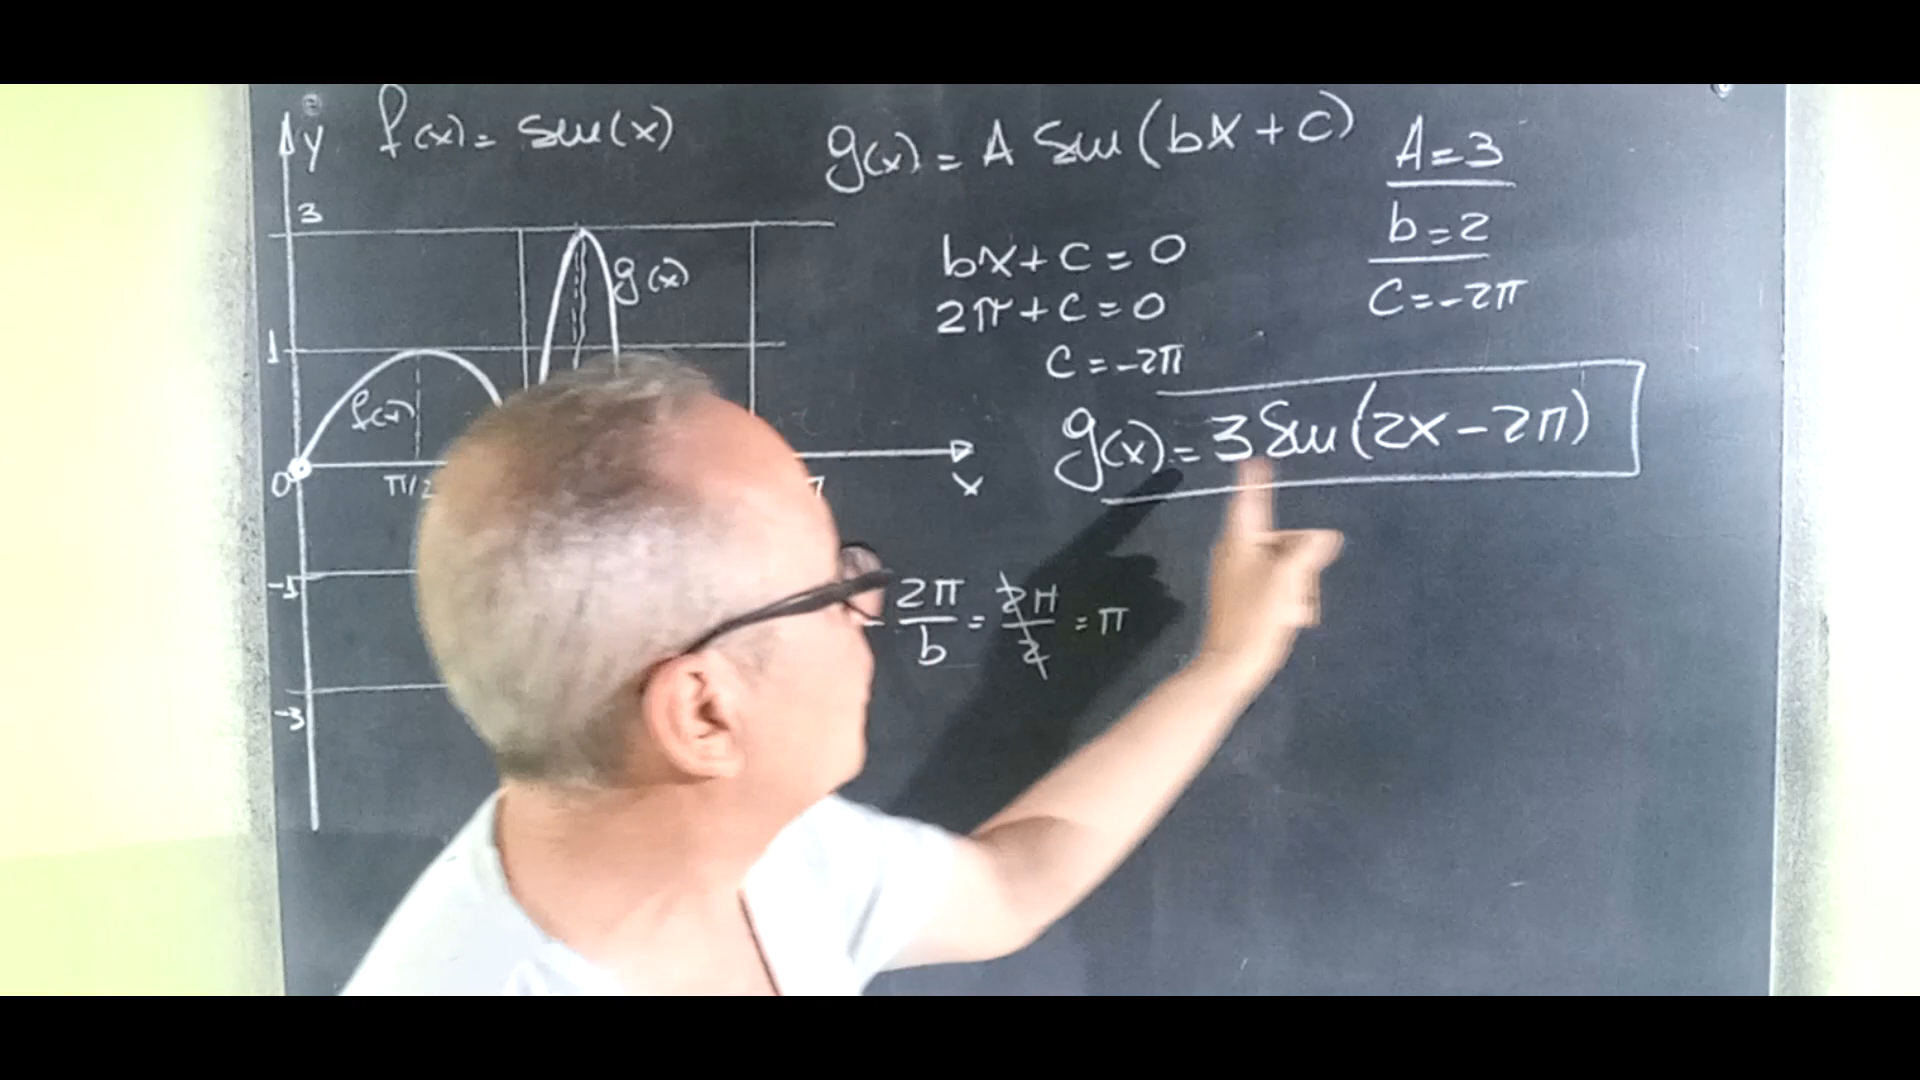 y
f(x) = sen(x)
g(x) = A sen(bx + c)
A = 3
b = 2
c = -2π
bx + c = 0
2π + c = 0
c = -2π
g(x) = 3 sen(2x - 2π)
3
g(x)
1
f(x)
0
π/2
x
-1
2π/b = 2π/2 = π
-3